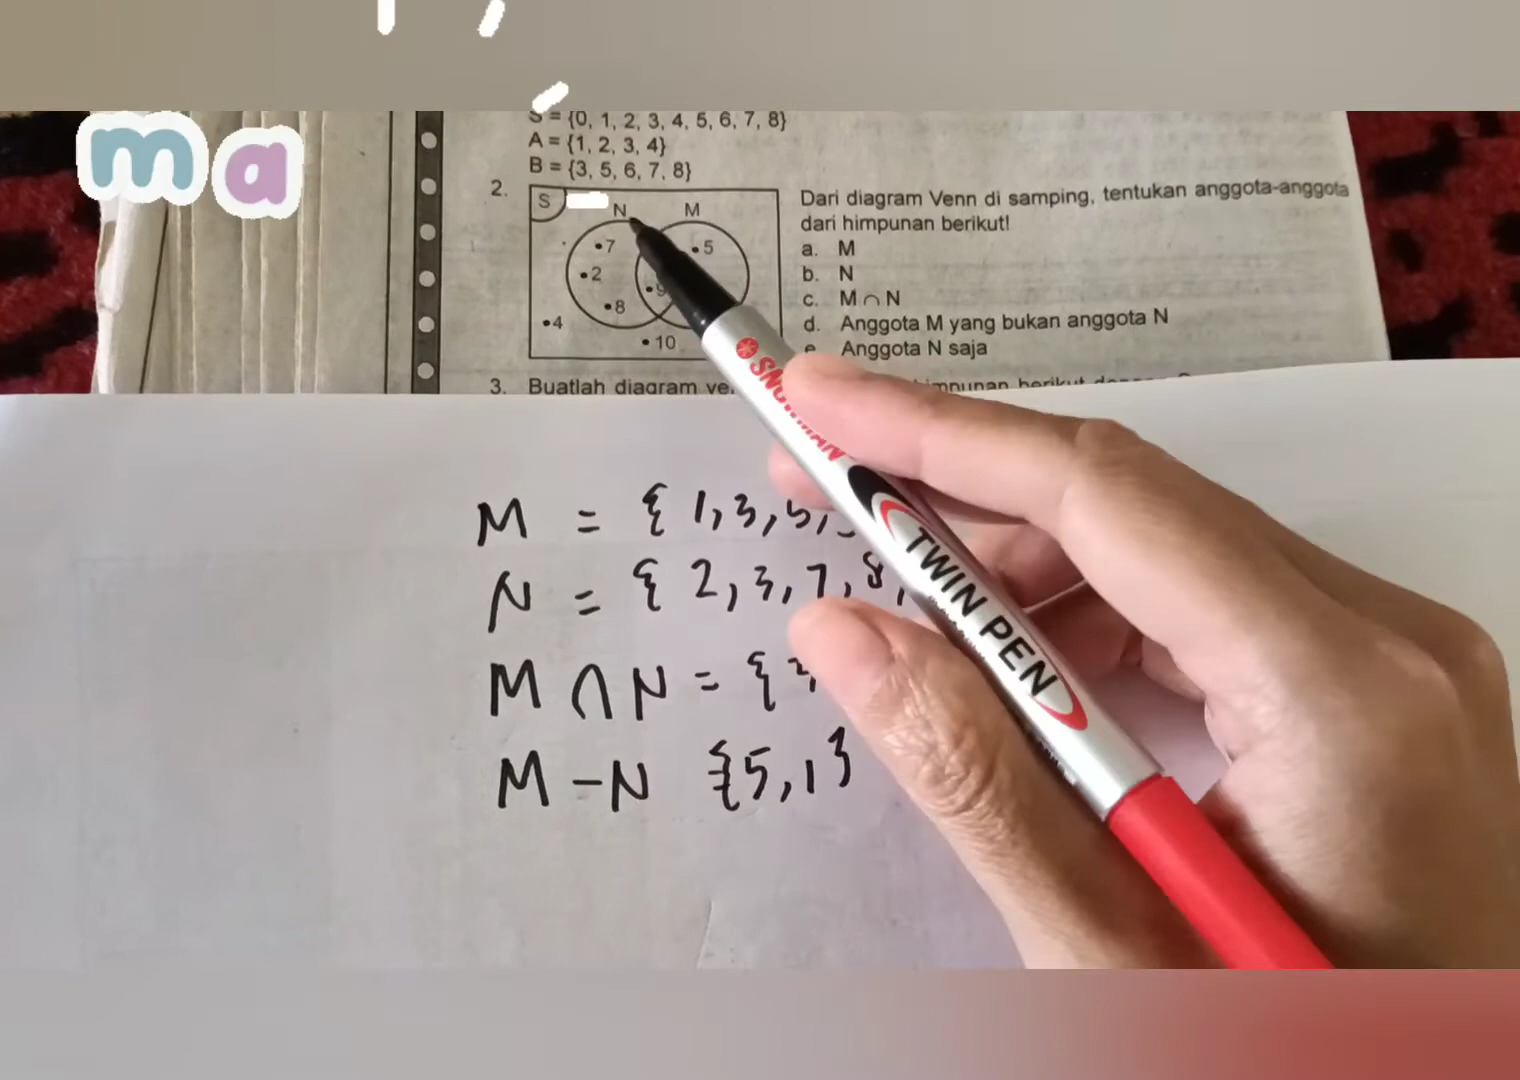 ma
S = {0, 1, 2, 3, 4, 5, 6, 7, 8}
A = {1, 2, 3, 4}
B = {3, 5, 6, 7, 8}
2.
S
N
M
•7
•5
•2
•9
•8
•4
•10
Dari diagram Venn di samping, tentukan anggota-anggota
dari himpunan berikut!
a. M
b. N
c. M ∩ N
d. Anggota M yang bukan anggota N
e. Anggota N saja
3. Buatlah diagram berikut
SNOWMAN
TWIN PEN
M = { 1, 3, 5,
N = { 2, 3, 7, 8,
M ∩ N = {
M - N {5, 1}